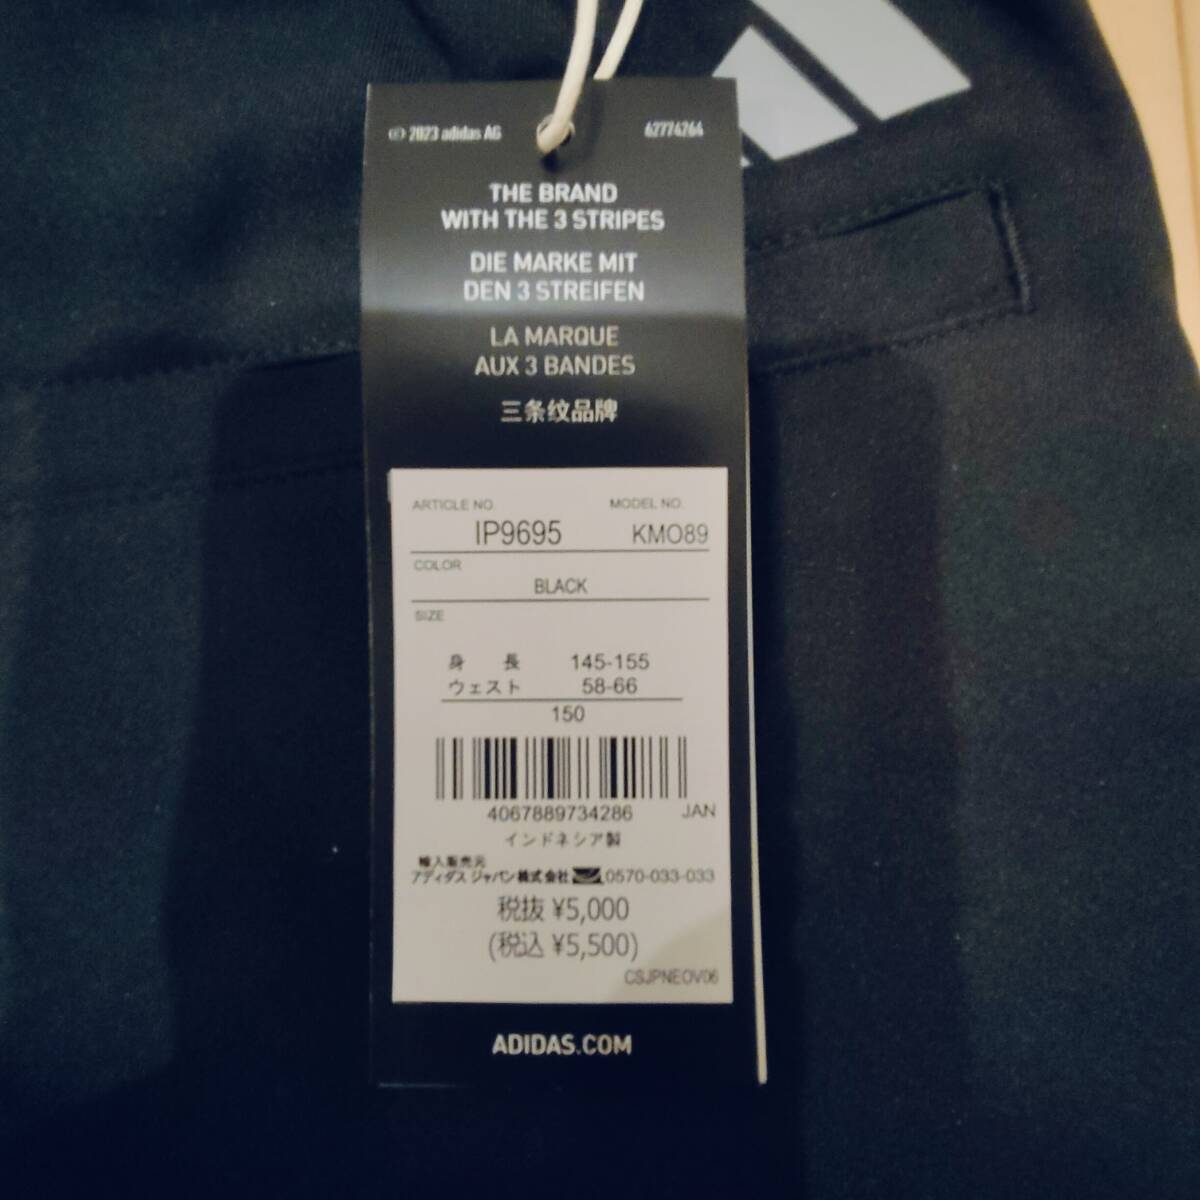 © 2023 adidas AG 62774264
THE BRAND
WITH THE 3 STRIPES
DIE MARKE MIT
DEN 3 STREIFEN
LA MARQUE
AUX 3 BANDES
三条纹品牌
ARTICLE NO. MODEL NO.
IP9695 KMO89
COLOR
BLACK
SIZE
身 長 145-155
ウェスト 58-66
150
4067889734286 JAN
インドネシア製
輸入販売元
アディダス ジャパン株式会社 0570-033-033
税抜 ¥5,000
(税込 ¥5,500)
CSJPNEOV06
ADIDAS.COM